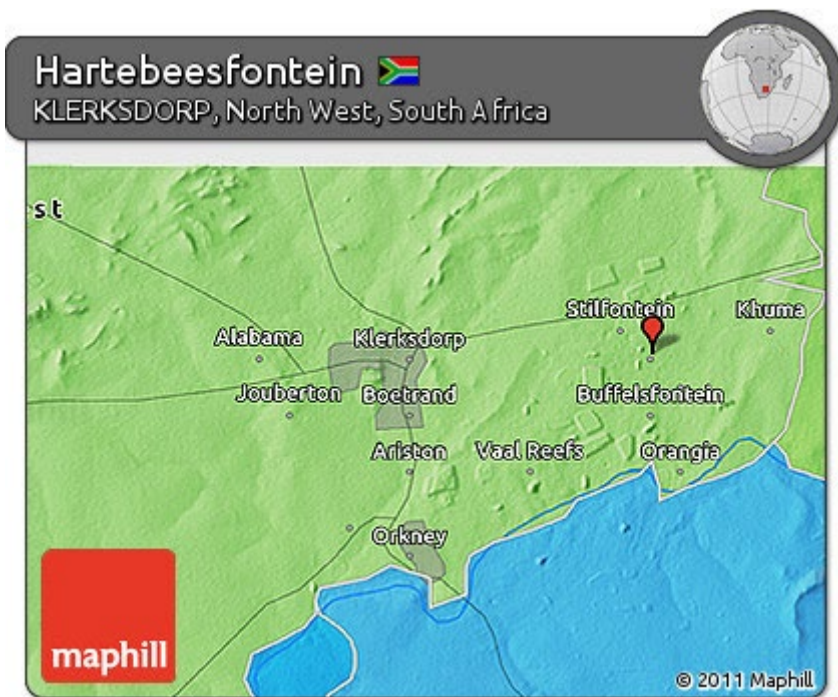 Hartebeesfontein
KLERKSDORP, North West, South Africa
st
Stilfontein
Khuma
Alabama
Klerksdorp
Jouberton
Boetrand
Buffelsfontein
Ariston
Vaal Reefs
Orangia
Orkney
maphill
© 2011 Maphill